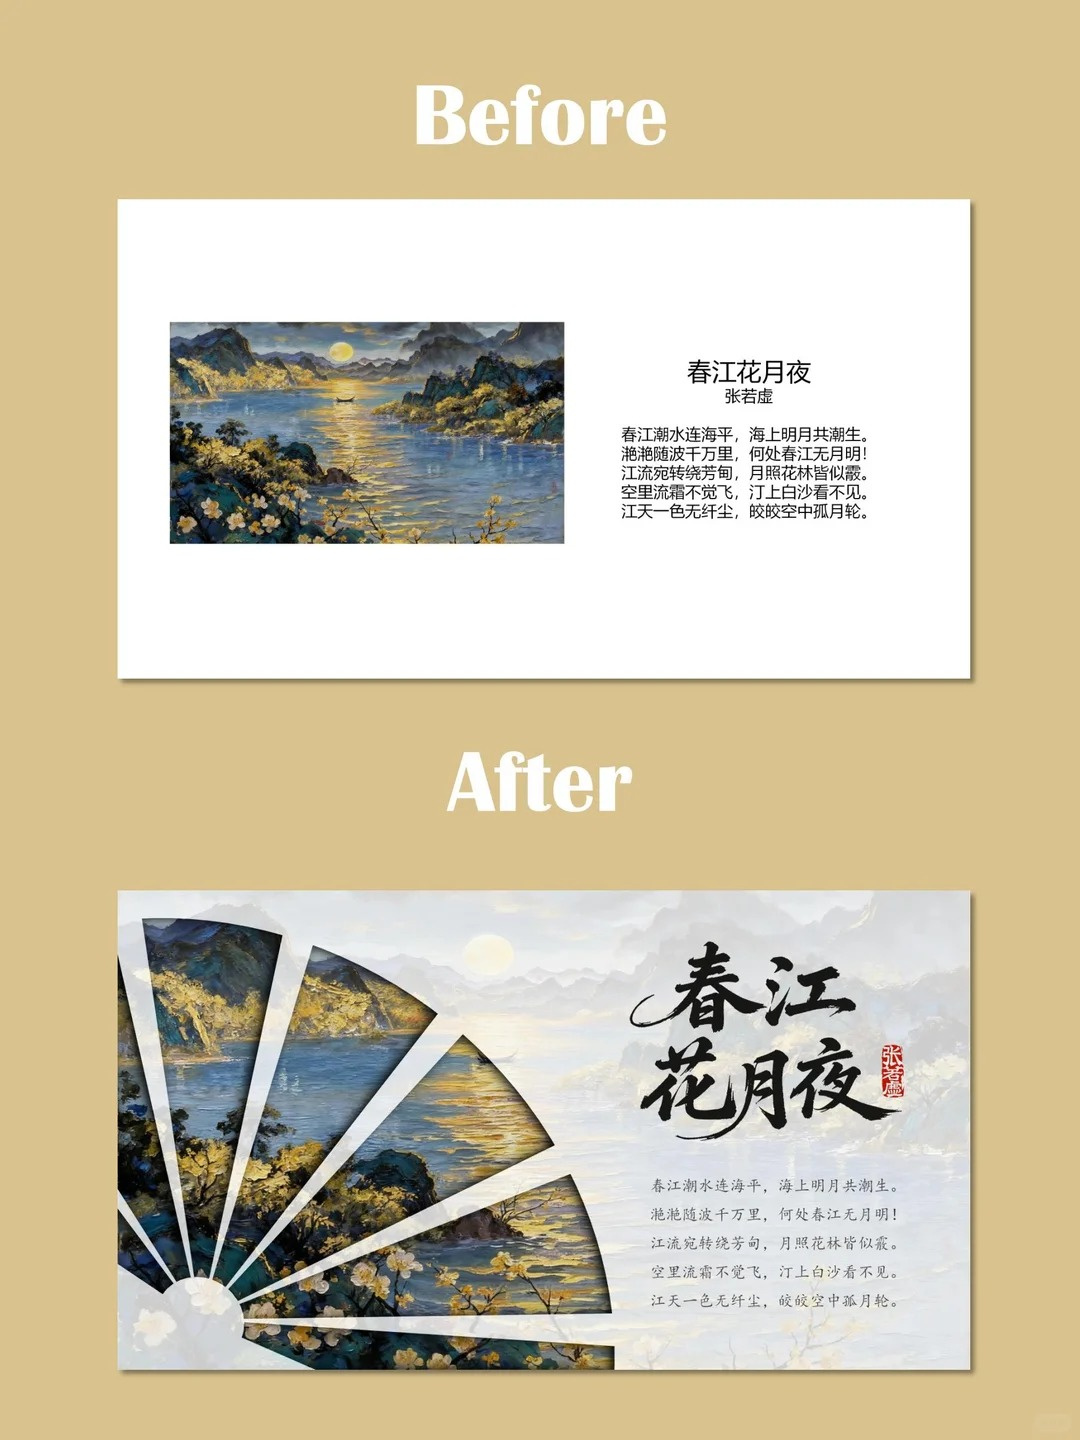 Before
春江花月夜
张若虚
春江潮水连海平，海上明月共潮生。
滟滟随波千万里，何处春江无月明！
江流宛转绕芳甸，月照花林皆似霰。
空里流霜不觉飞，汀上白沙看不见。
江天一色无纤尘，皎皎空中孤月轮。
After
春江
花月夜
张若虚
春江潮水连海平，海上明月共潮生。
滟滟随波千万里，何处春江无月明！
江流宛转绕芳甸，月照花林皆似霰。
空里流霜不觉飞，汀上白沙看不见。
江天一色无纤尘，皎皎空中孤月轮。